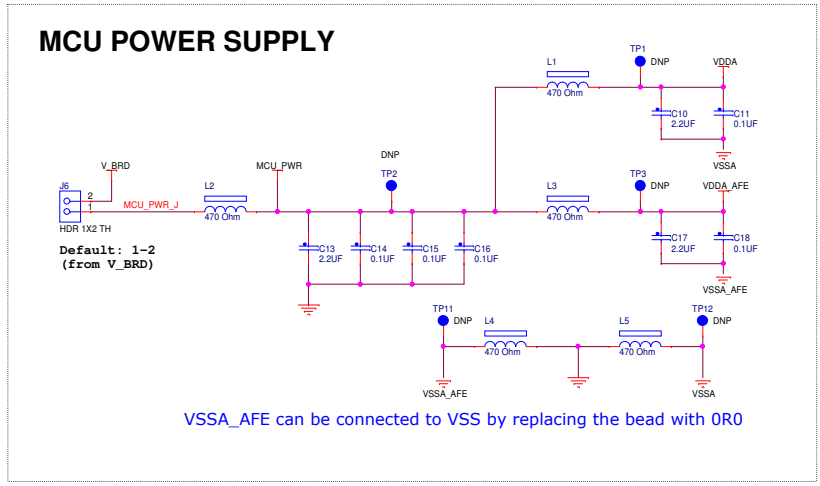 MCU POWER SUPPLY
L1
470 Ohm
TP1
DNP
VDDA
C10
2.2UF
C11
0.1UF
VSSA
V_BRD
J6
2
1
HDR 1X2 TH
MCU_PWR_J
L2
470 Ohm
MCU_PWR
DNP
TP2
L3
470 Ohm
TP3
DNP
VDDA_AFE
Default: 1-2
(from V_BRD)
C13
2.2UF
C14
0.1UF
C15
0.1UF
C16
0.1UF
C17
2.2UF
C18
0.1UF
VSSA_AFE
TP11
DNP
L4
470 Ohm
L5
470 Ohm
TP12
DNP
VSSA_AFE
VSSA
VSSA_AFE can be connected to VSS by replacing the bead with 0R0